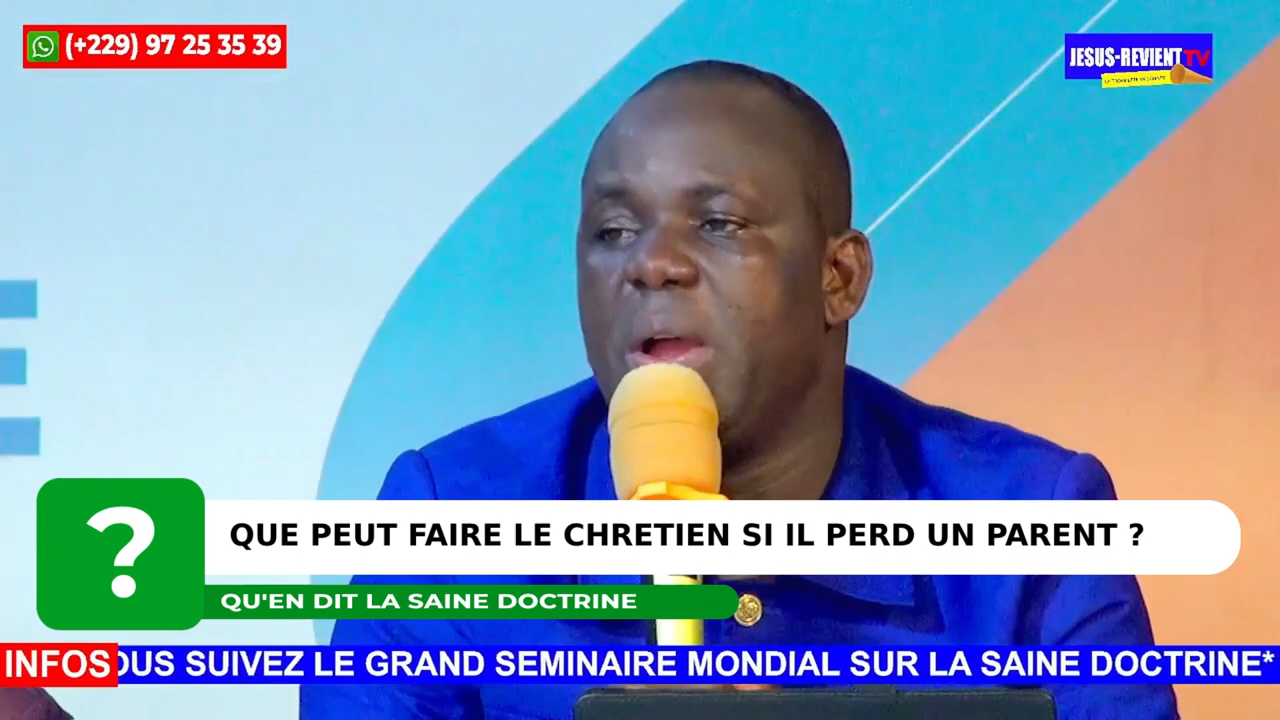 (+229) 97 25 35 39
JESUS-REVIENT TV
E
?
QUE PEUT FAIRE LE CHRETIEN SI IL PERD UN PARENT ?
QU'EN DIT LA SAINE DOCTRINE
INFOS OUS SUIVEZ LE GRAND SEMINAIRE MONDIAL SUR LA SAINE DOCTRINE*